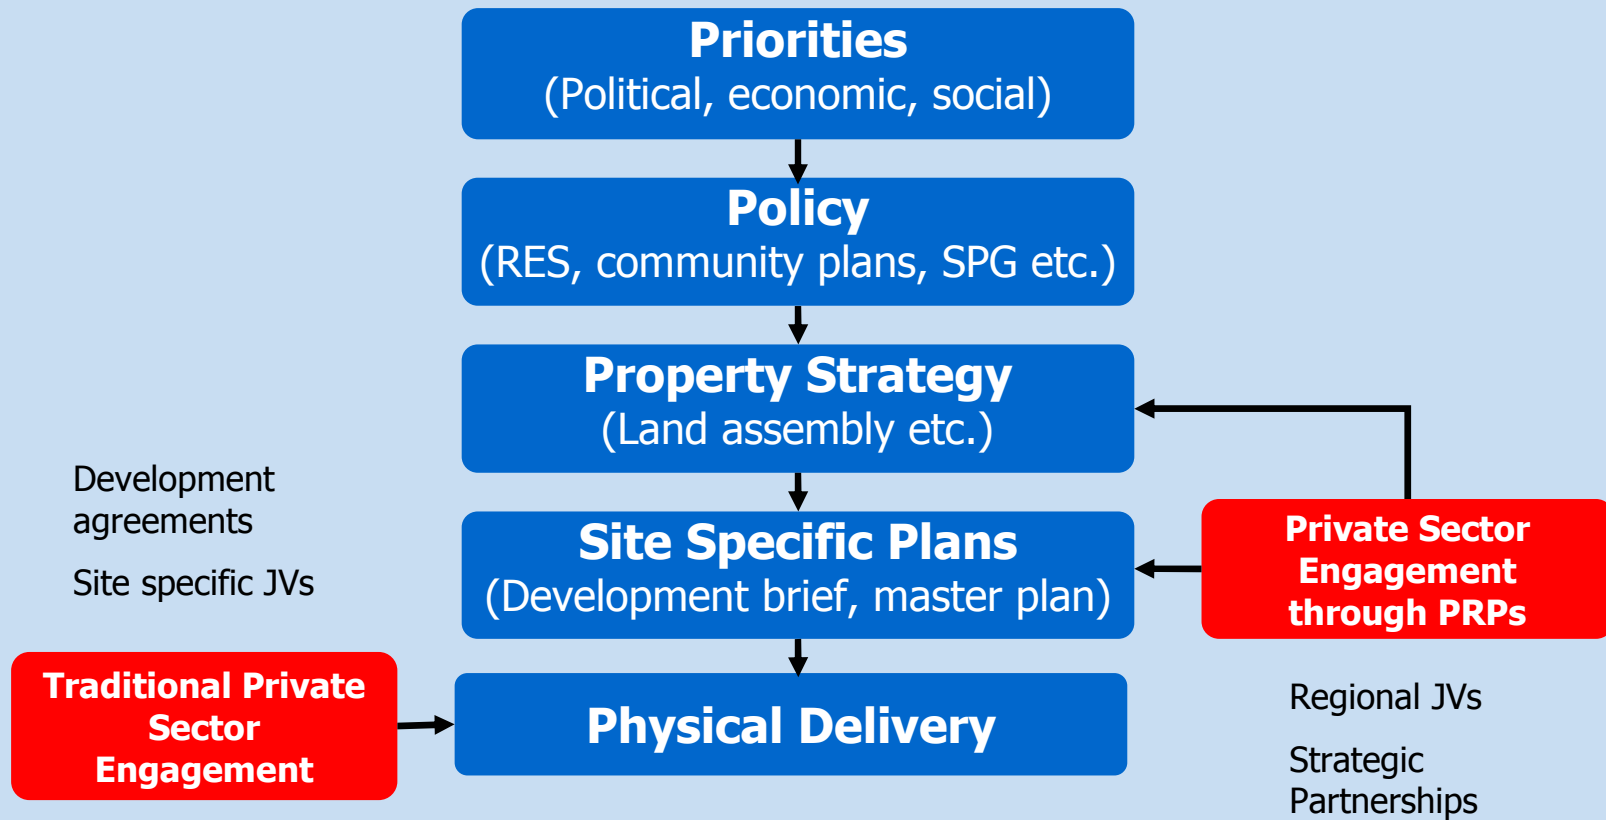 Priorities
(Political, economic, social)
Policy
(RES, community plans, SPG etc.)
Property Strategy
(Land assembly etc.)
Site Specific Plans
(Development brief, master plan)
Physical Delivery
Development
agreements
Site specific JVs
Traditional Private
Sector
Engagement
Private Sector
Engagement
through PRPs
Regional JVs
Strategic
Partnerships